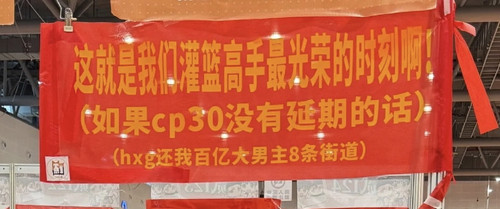 这就是我们灌篮高手最光荣的时刻啊！
（如果cp30没有延期的话）
（hxg还我百亿大男主8条街道）